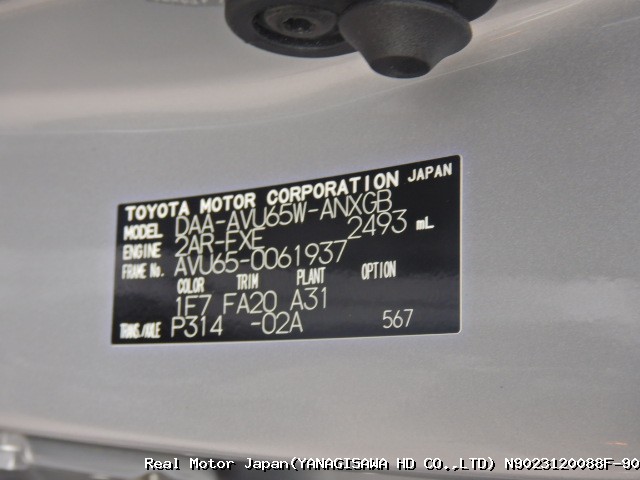 TOYOTA MOTOR CORPORATION JAPAN
MODEL DAA-AVU65W-ANXGB
ENGINE 2AR-FXE 2493 mL
FRAME No. AVU65-0061937
COLOR TRIM PLANT OPTION
1F7 FA20 A31
TRANS./AXLE P314 -02A 567
Real Motor Japan(YANAGISAWA HD CO.,LTD) N9023120088F-90